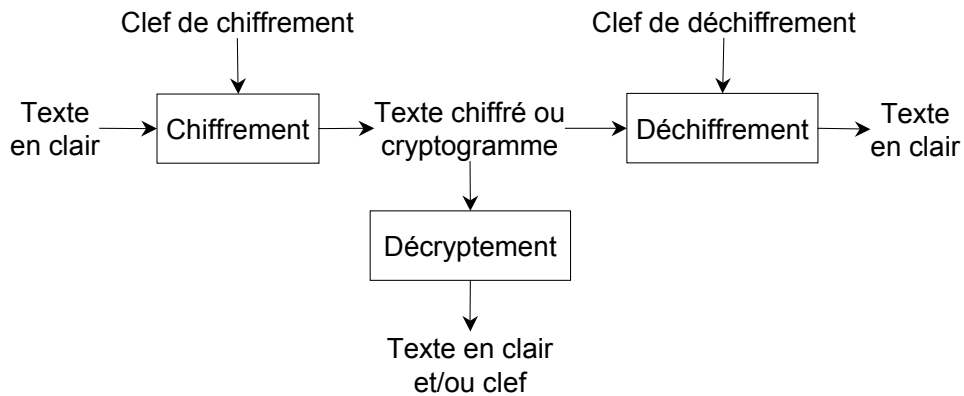 Clef de chiffrement
Clef de déchiffrement
Texte
en clair
Chiffrement
Texte chiffré ou
cryptogramme
Déchiffrement
Texte
en clair
Décryptement
Texte en clair
et/ou clef